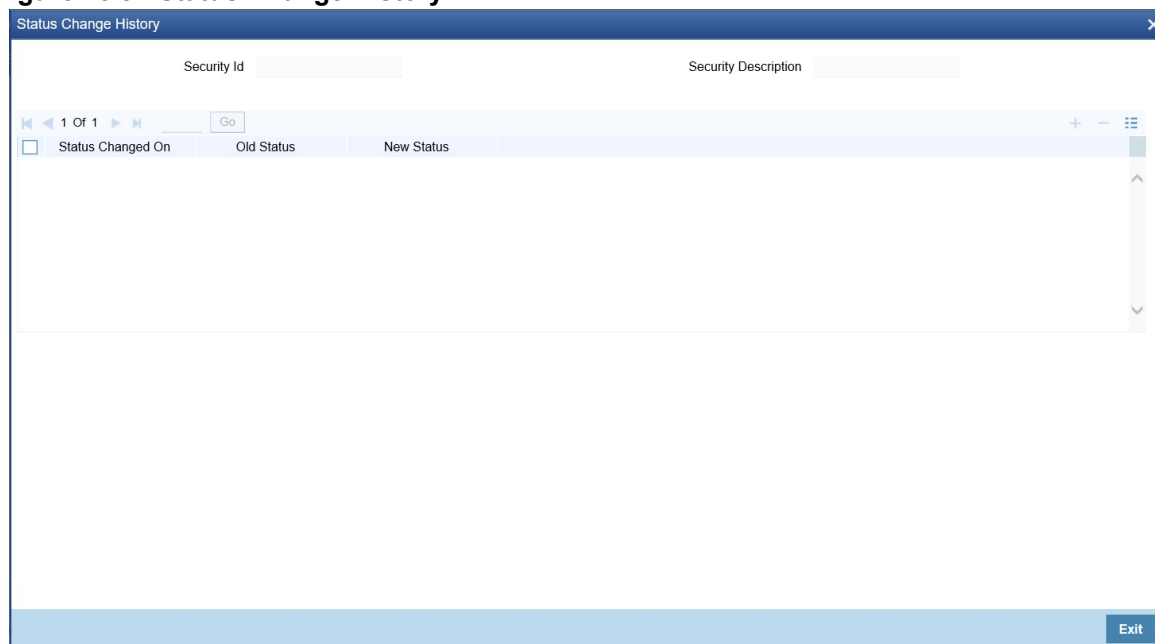 Status Change History
Security Id Security Description
1 Of 1 Go
Status Changed On Old Status New Status
Exit